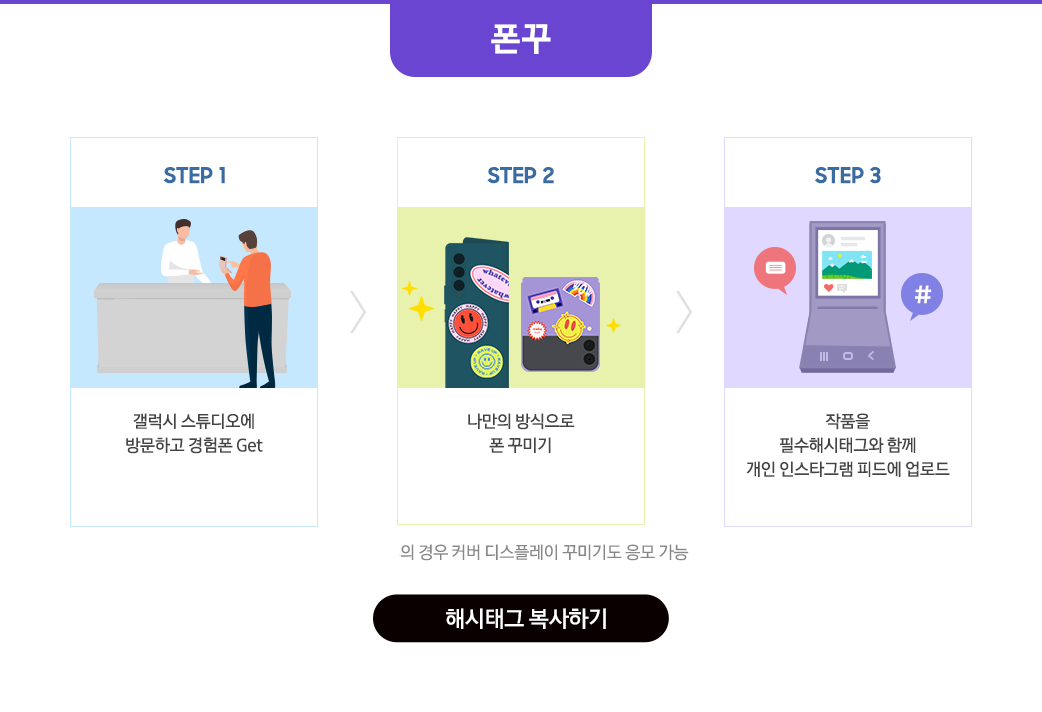 폰꾸
STEP 1
갤럭시 스튜디오에
방문하고 경험폰 Get
STEP 2
whatever
whatever
나만의 방식으로
폰 꾸미기
STEP 3
#
작품을
필수해시태그와 함께
개인 인스타그램 피드에 업로드
의 경우 커버 디스플레이 꾸미기도 응모 가능
해시태그 복사하기